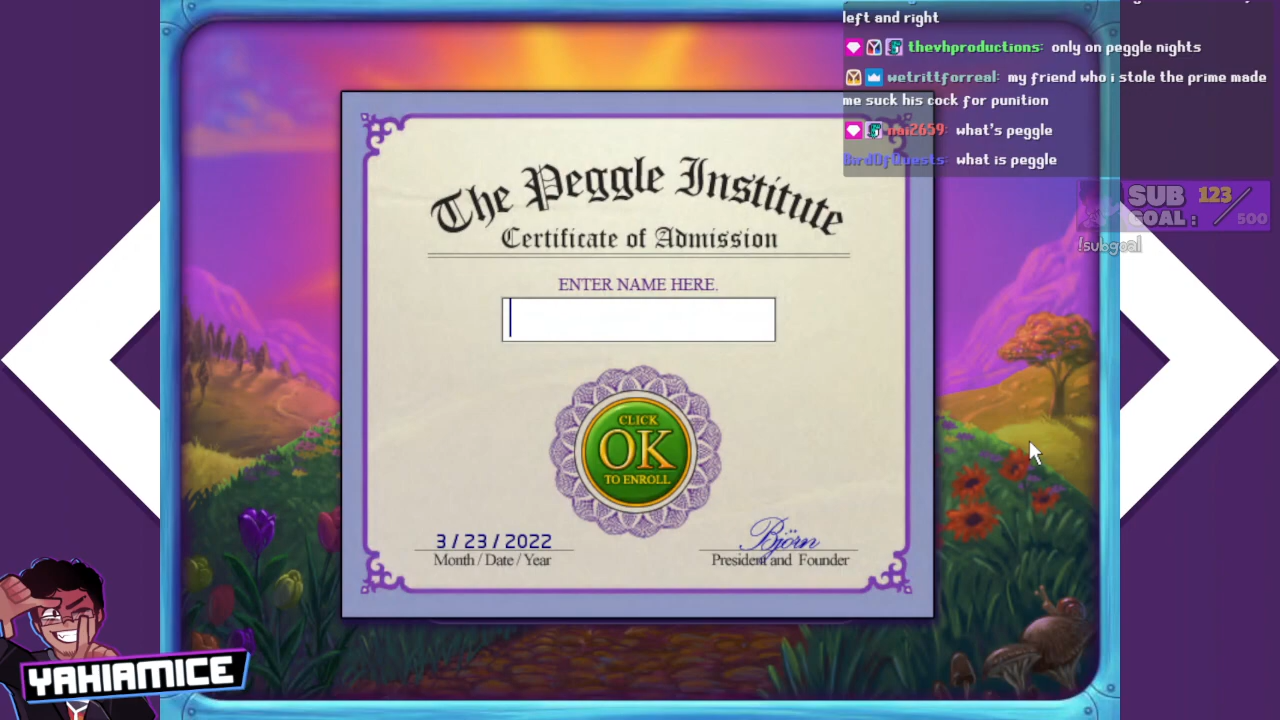 left and right
thevhproductions: only on peggle nights
wetrittforreal: my friend who i stole the prime made
me suck his cock for punition
nai2659: what's peggle
BirdOfQuests: what is peggle
SUB 123/
GOAL: 500
!subgoal
The Peggle Institute
Certificate of Admission
ENTER NAME HERE.
CLICK
OK
TO ENROLL
3 / 23 / 2022
Month / Date / Year
Björn
President and Founder
YAHIAMICE